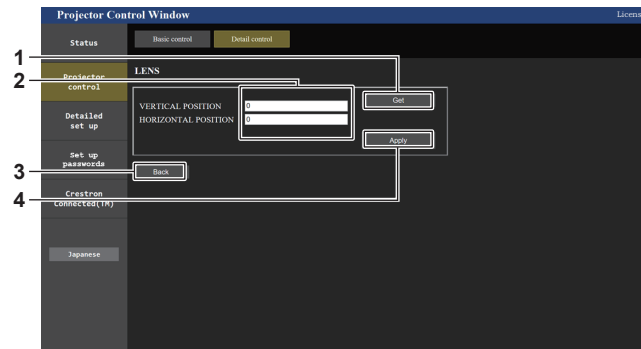 Projector Control Window
Licens
Status
Basic control
Detail control
1
2
Projector
control
LENS
VERTICAL POSITION
0
Get
HORIZONTAL POSITION
0
Detailed
set up
Apply
Set up
passwords
3
Back
4
Crestron
Connected(TM)
Japanese